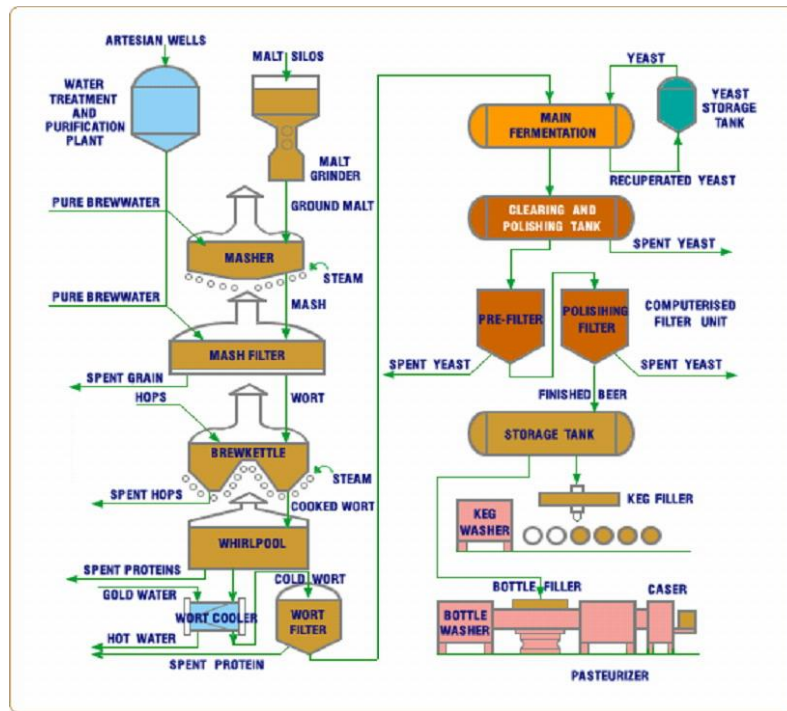 ARTESIAN WELLS
WATER
TREATMENT
AND
PURIFICATION
PLANT
MALT SILOS
MALT
GRINDER
PURE BREWWATER
GROUND MALT
MASHER
STEAM
PURE BREWWATER
MASH
MASH FILTER
SPENT GRAIN
HOPS
WORT
BREWKETTLE
STEAM
SPENT HOPS
COOKED WORT
WHIRLPOOL
SPENT PROTEINS
COLD WORT
GOLD WATER
WORT COOLER
WORT
FILTER
HOT WATER
SPENT PROTEIN
YEAST
YEAST
STORAGE
TANK
MAIN
FERMENTATION
RECUPERATED YEAST
CLEARING AND
POLISHING TANK
SPENT YEAST
PRE-FILTER
POLISIHING
FILTER
COMPUTERISED
FILTER UNIT
SPENT YEAST
SPENT YEAST
FINISHED BEER
STORAGE TANK
KEG FILLER
KEG
WASHER
BOTTLE FILLER
CASER
BOTTLE
WASHER
PASTEURIZER